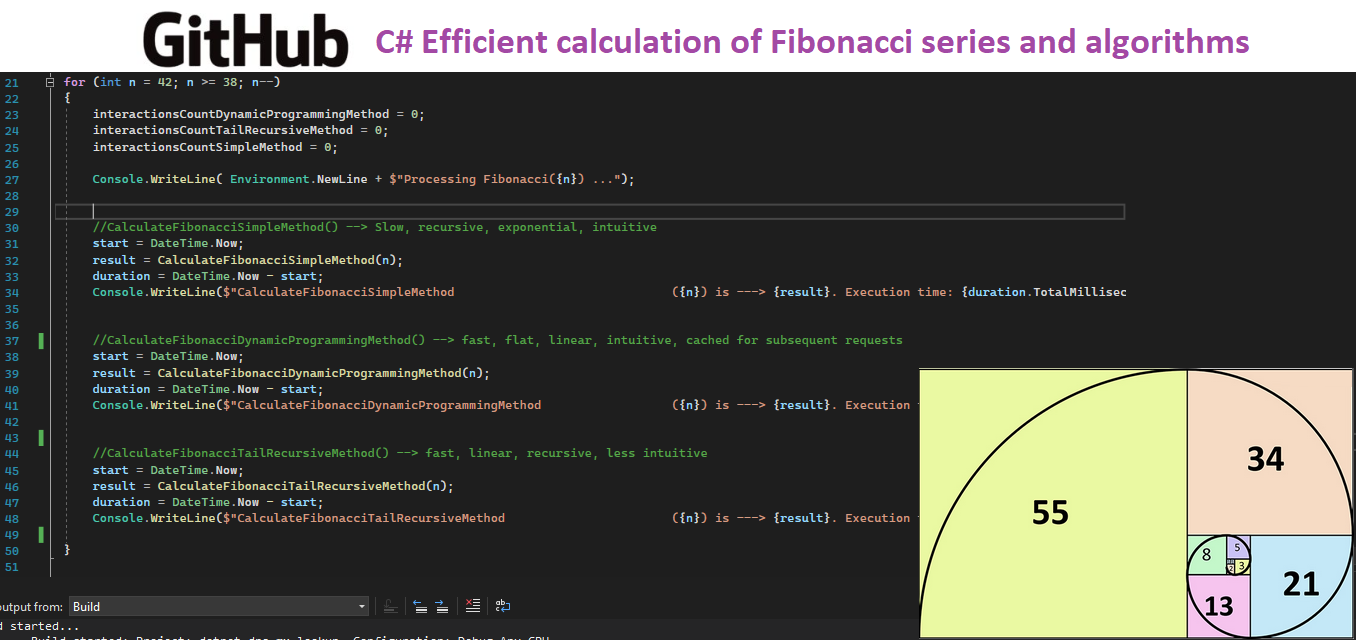 GitHub C# Efficient calculation of Fibonacci series and algorithms
21 for (int n = 42; n >= 38; n--)
22 {
23 interactionsCountDynamicProgrammingMethod = 0;
24 interactionsCountTailRecursiveMethod = 0;
25 interactionsCountSimpleMethod = 0;
26
27 Console.WriteLine( Environment.NewLine + $"Processing Fibonacci({n}) ...");
28
29
30 //CalculateFibonacciSimpleMethod() --> Slow, recursive, exponential, intuitive
31 start = DateTime.Now;
32 result = CalculateFibonacciSimpleMethod(n);
33 duration = DateTime.Now - start;
34 Console.WriteLine($"CalculateFibonacciSimpleMethod ({n}) is ---> {result}. Execution time: {duration.TotalMillisec
35
36
37 //CalculateFibonacciDynamicProgrammingMethod() --> fast, flat, linear, intuitive, cached for subsequent requests
38 start = DateTime.Now;
39 result = CalculateFibonacciDynamicProgrammingMethod(n);
40 duration = DateTime.Now - start;
41 Console.WriteLine($"CalculateFibonacciDynamicProgrammingMethod ({n}) is ---> {result}. Execution
42
43
44 //CalculateFibonacciTailRecursiveMethod() --> fast, linear, recursive, less intuitive
45 start = DateTime.Now;
46 result = CalculateFibonacciTailRecursiveMethod(n);
47 duration = DateTime.Now - start;
48 Console.WriteLine($"CalculateFibonacciTailRecursiveMethod ({n}) is ---> {result}. Execution
49
50 }
51
55
34
8
5
3
2
13
21
utput from: Build
d started...